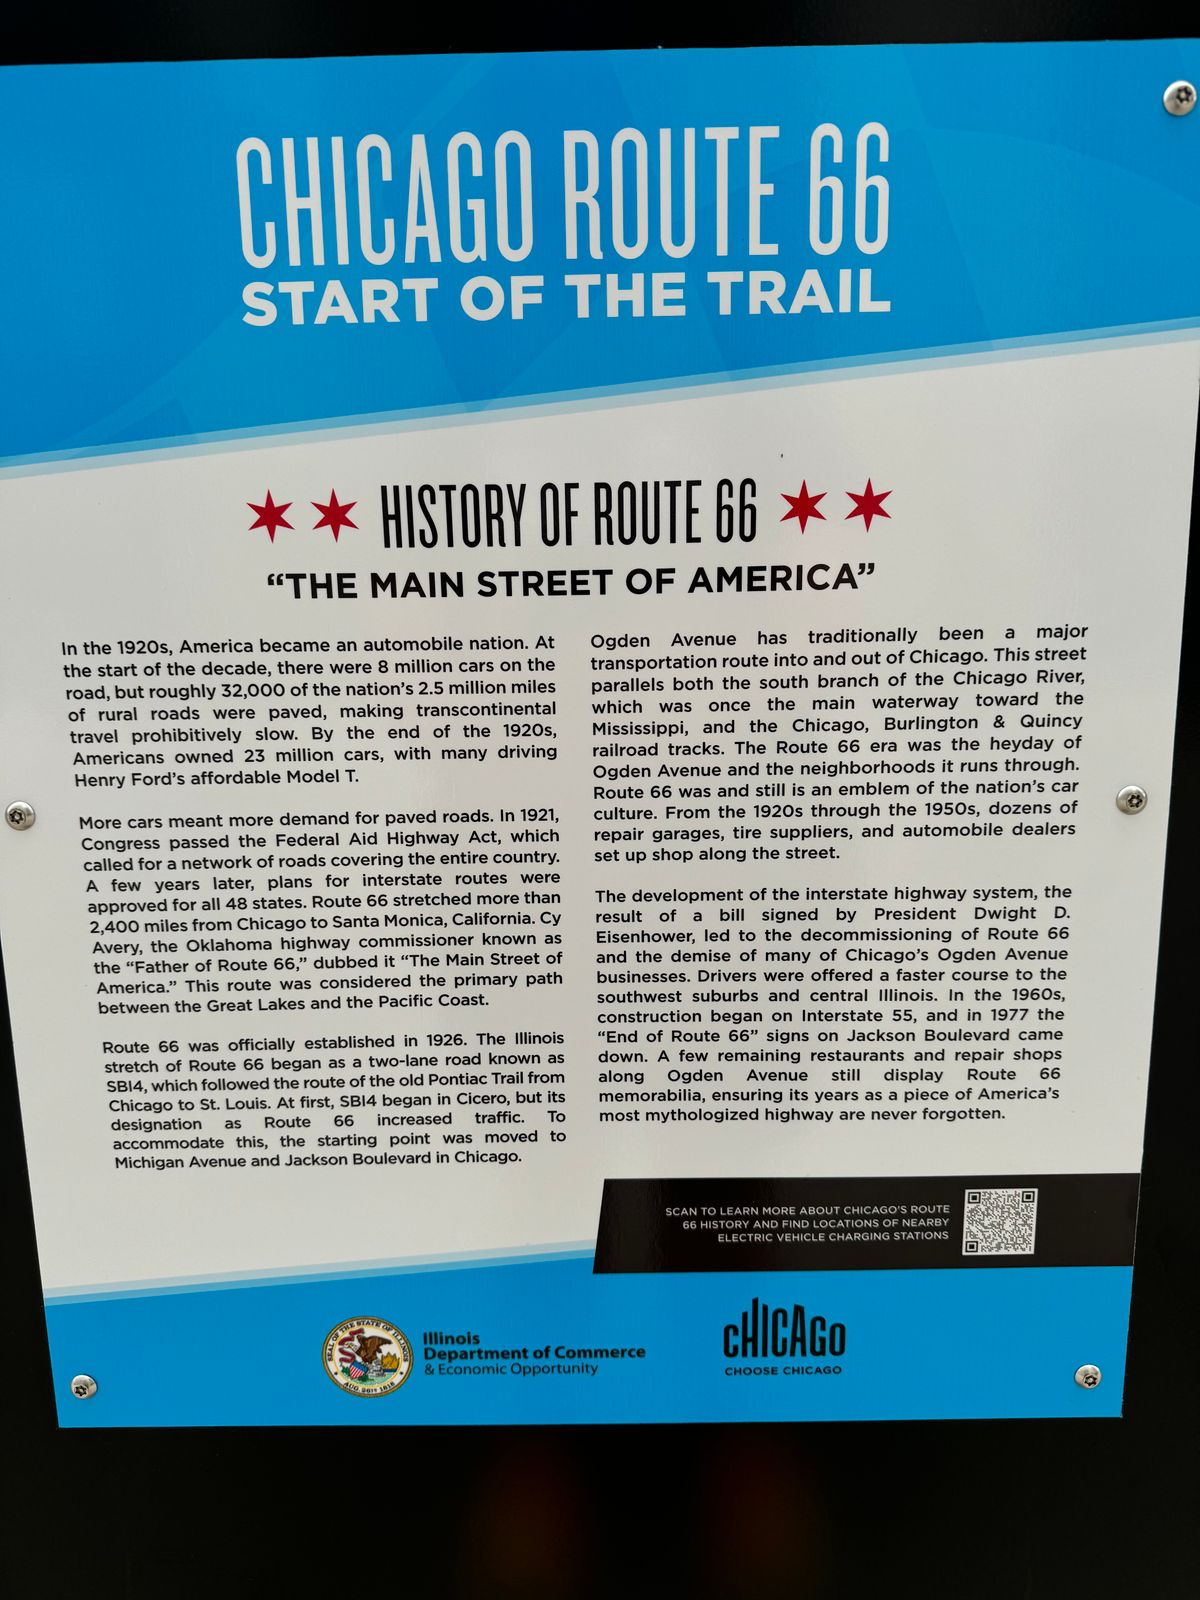 CHICAGO ROUTE 66
START OF THE TRAIL
HISTORY OF ROUTE 66
“THE MAIN STREET OF AMERICA”
In the 1920s, America became an automobile nation. At
the start of the decade, there were 8 million cars on the
road, but roughly 32,000 of the nation’s 2.5 million miles
of rural roads were paved, making transcontinental
travel prohibitively slow. By the end of the 1920s,
Americans owned 23 million cars, with many driving
Henry Ford’s affordable Model T.
More cars meant more demand for paved roads. In 1921,
Congress passed the Federal Aid Highway Act, which
called for a network of roads covering the entire country.
A few years later, plans for interstate routes were
approved for all 48 states. Route 66 stretched more than
2,400 miles from Chicago to Santa Monica, California. Cy
Avery, the Oklahoma highway commissioner known as
the “Father of Route 66,” dubbed it “The Main Street of
America.” This route was considered the primary path
between the Great Lakes and the Pacific Coast.
Route 66 was officially established in 1926. The Illinois
stretch of Route 66 began as a two-lane road known as
SBI4, which followed the route of the old Pontiac Trail from
Chicago to St. Louis. At first, SBI4 began in Cicero, but its
designation as Route 66 increased traffic. To
accommodate this, the starting point was moved to
Michigan Avenue and Jackson Boulevard in Chicago.
Ogden Avenue has traditionally been a major
transportation route into and out of Chicago. This street
parallels both the south branch of the Chicago River,
which was once the main waterway toward the
Mississippi, and the Chicago, Burlington & Quincy
railroad tracks. The Route 66 era was the heyday of
Ogden Avenue and the neighborhoods it runs through.
Route 66 was and still is an emblem of the nation’s car
culture. From the 1920s through the 1950s, dozens of
repair garages, tire suppliers, and automobile dealers
set up shop along the street.
The development of the interstate highway system, the
result of a bill signed by President Dwight D.
Eisenhower, led to the decommissioning of Route 66
and the demise of many of Chicago’s Ogden Avenue
businesses. Drivers were offered a faster course to the
southwest suburbs and central Illinois. In the 1960s,
construction began on Interstate 55, and in 1977 the
“End of Route 66” signs on Jackson Boulevard came
down. A few remaining restaurants and repair shops
along Ogden Avenue still display Route 66
memorabilia, ensuring its years as a piece of America’s
most mythologized highway are never forgotten.
SCAN TO LEARN MORE ABOUT CHICAGO’S ROUTE
66 HISTORY AND FIND LOCATIONS OF NEARBY
ELECTRIC VEHICLE CHARGING STATIONS
SEAL OF THE STATE OF ILLINOIS
AUG. 26TH 1818
Illinois
Department of Commerce
& Economic Opportunity
CHICAGO
CHOOSE CHICAGO